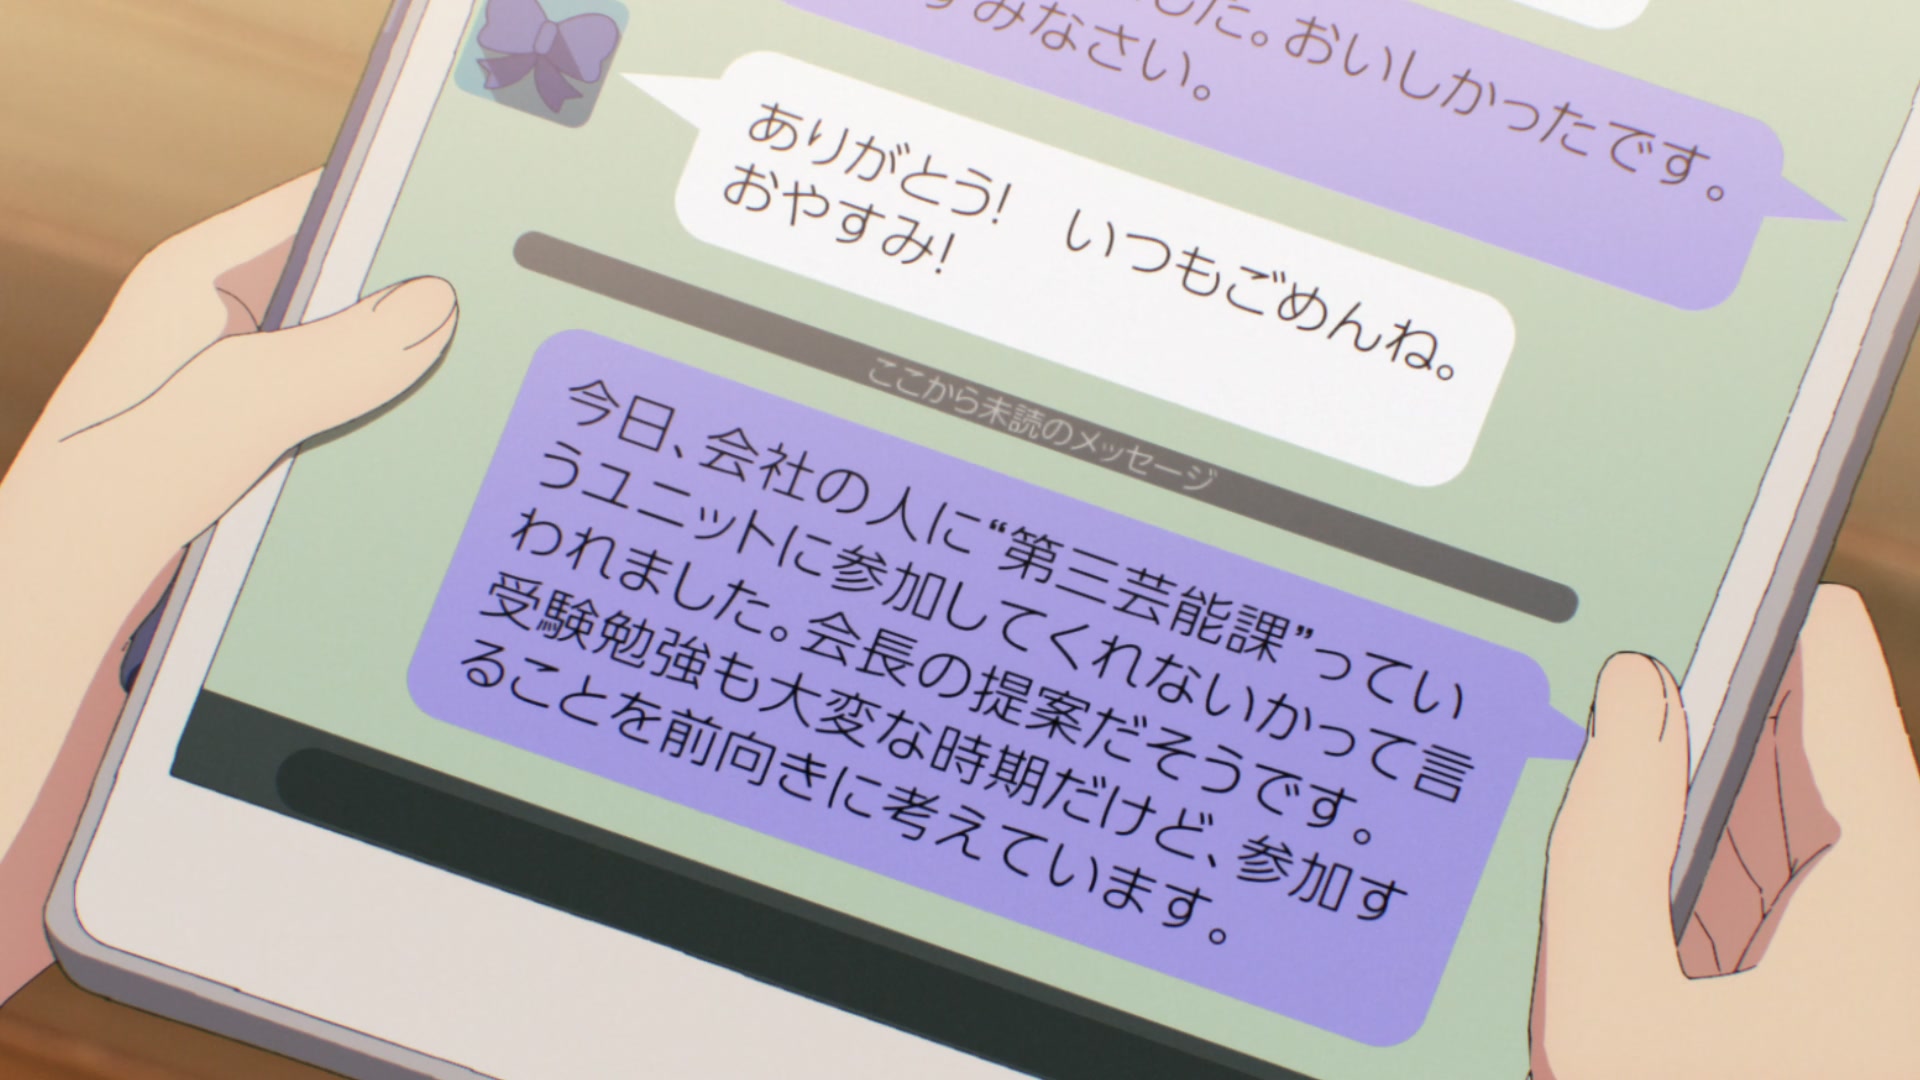 した。おいしかったです。
すみなさい。
ありがとう!　いつもごめんね。
おやすみ!
ここから未読のメッセージ
今日、会社の人に“第三芸能課”ってい
うユニットに参加してくれないかって言
われました。会長の提案だそうです。
受験勉強も大変な時期だけど、参加す
ることを前向きに考えています。